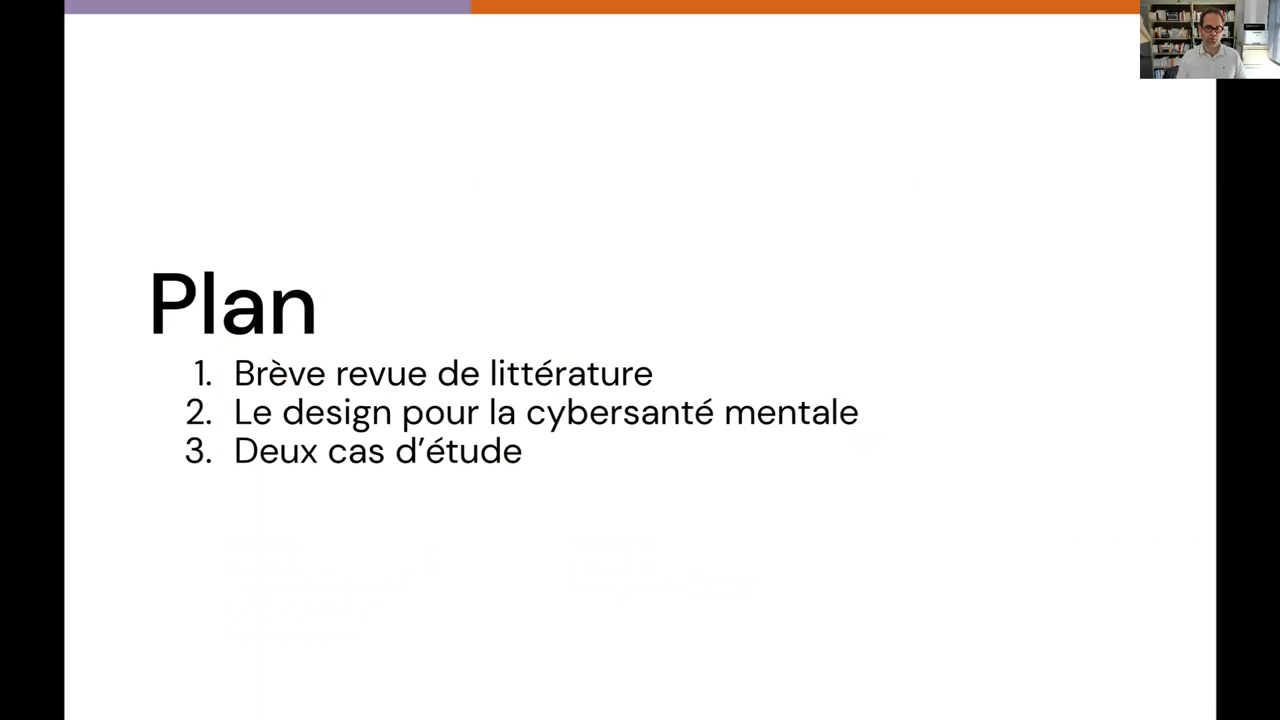 Plan
1. Brève revue de littérature
2. Le design pour la cybersanté mentale
3. Deux cas d’étude